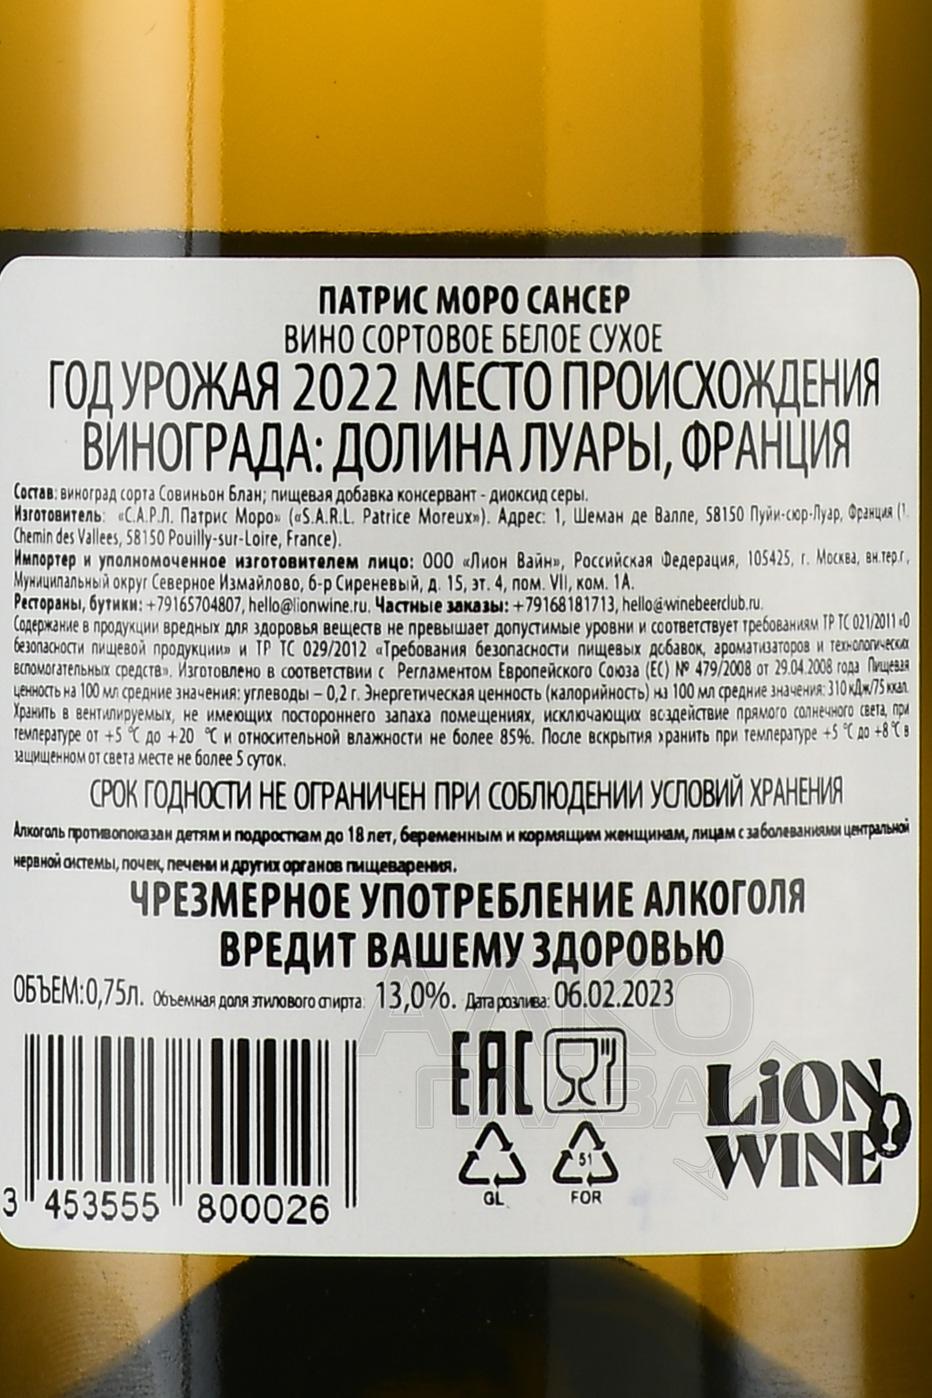 ПАТРИС МОРО САНСЕР
ВИНО СОРТОВОЕ БЕЛОЕ СУХОЕ
ГОД УРОЖАЯ 2022 МЕСТО ПРОИСХОЖДЕНИЯ
ВИНОГРАДА: ДОЛИНА ЛУАРЫ, ФРАНЦИЯ
Состав: виноград сорта Совиньон Блан; пищевая добавка консервант - диоксид серы.
Изготовитель: «С.А.Р.Л. Патрис Моро» («S.A.R.L. Patrice Moreux»). Адрес: 1, Шеман де Валле, 58150 Пуйи-сюр-Луар, Франция (1.
Chemin des Vallees, 58150 Pouilly-sur-Loire, France).
Импортер и уполномоченное изготовителем лицо: ООО «Лион Вайн», Российская Федерация, 105425, г. Москва, вн.тер.г.,
Муниципальный округ Северное Измайлово, б-р Сиреневый, д. 15, эт. 4, пом. VII, ком. 1А.
Рестораны, бутики: +79165704807, hello@lionwine.ru. Частные заказы: +79168181713, hello@winebeerclub.ru.
Содержание в продукции вредных для здоровья веществ не превышает допустимые уровни и соответствует требованиям ТР ТС 021/2011 «О
безопасности пищевой продукции» и ТР ТС 029/2012 «Требования безопасности пищевых добавок, ароматизаторов и технологических
вспомогательных средств». Изготовлено в соответствии с Регламентом Европейского Союза (ЕС) № 479/2008 от 29.04.2008 года. Пищевая
ценность на 100 мл средние значения: углеводы – 0,2 г. Энергетическая ценность (калорийность) на 100 мл средние значения: 310 кДж/75 ккал.
Хранить в вентилируемых, не имеющих постороннего запаха помещениях, исключающих воздействие прямого солнечного света, при
температуре от +5 °С до +20 °С и относительной влажности не более 85%. После вскрытия хранить при температуре +5 °С до +8 °С в
защищенном от света месте не более 5 суток.
СРОК ГОДНОСТИ НЕ ОГРАНИЧЕН ПРИ СОБЛЮДЕНИИ УСЛОВИЙ ХРАНЕНИЯ
Алкоголь противопоказан детям и подросткам до 18 лет, беременным и кормящим женщинам, лицам с заболеваниями центральной
нервной системы, почек, печени и других органов пищеварения.
ЧРЕЗМЕРНОЕ УПОТРЕБЛЕНИЕ АЛКОГОЛЯ
ВРЕДИТ ВАШЕМУ ЗДОРОВЬЮ
ОБЪЕМ:0,75л. Объемная доля этилового спирта: 13,0%. Дата розлива: 06.02.2023
АЛКО
ПЛАВА
EAC
LiON
WINE
51
GL FOR
3 453555 800026